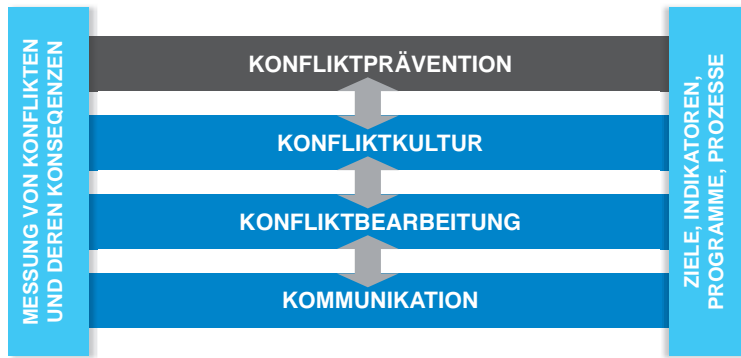 MESSUNG VON KONFLIKTEN
UND DEREN KONSEQENZEN
KONFLIKTPRÄVENTION
KONFLIKTKULTUR
KONFLIKTBEARBEITUNG
KOMMUNIKATION
ZIELE, INDIKATOREN,
PROGRAMME, PROZESSE